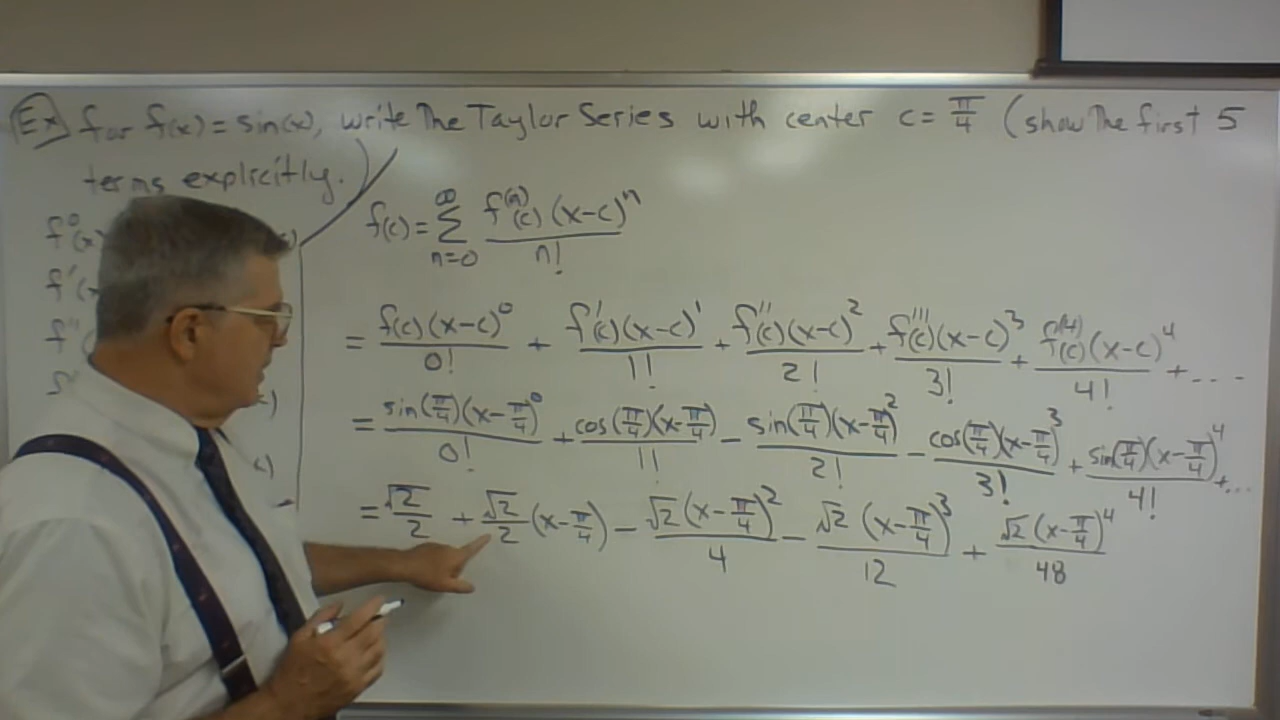 Ex for f(x) = sin(x), write The Taylor Series with center c = π/4 (show The first 5
terms explicitly.)
f⁰(x)
f'(x
f''(
f'
f(c) = ∑_{n=0}^{∞} f^{(n)}(c) (x-c)^n / n!
= f(c)(x-c)^0 / 0! + f'(c)(x-c)^1 / 1! + f''(c)(x-c)^2 / 2! + f'''(c)(x-c)^3 / 3! + f^{(4)}(c)(x-c)^4 / 4! + ----
= sin(π/4)(x-π/4)^0 / 0! + cos(π/4)(x-π/4) / 1! - sin(π/4)(x-π/4)^2 / 2! - cos(π/4)(x-π/4)^3 / 3! + sin(π/4)(x-π/4)^4 / 4! + ...
= √2/2 + √2/2 (x-π/4) - √2 (x-π/4)^2 / 4 - √2 (x-π/4)^3 / 12 + √2 (x-π/4)^4 / 48